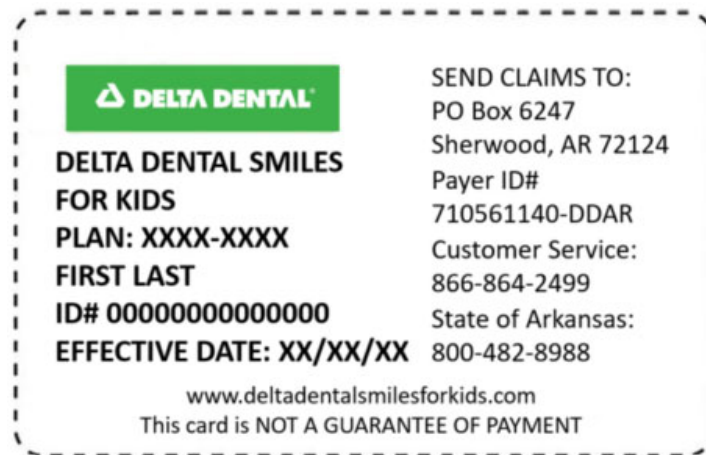 DELTA DENTAL®
DELTA DENTAL SMILES
FOR KIDS
PLAN: XXXX-XXXX
FIRST LAST
ID# 00000000000000
EFFECTIVE DATE: XX/XX/XX
SEND CLAIMS TO:
PO Box 6247
Sherwood, AR 72124
Payer ID#
710561140-DDAR
Customer Service:
866-864-2499
State of Arkansas:
800-482-8988
www.deltadentalsmilesforkids.com
This card is NOT A GUARANTEE OF PAYMENT